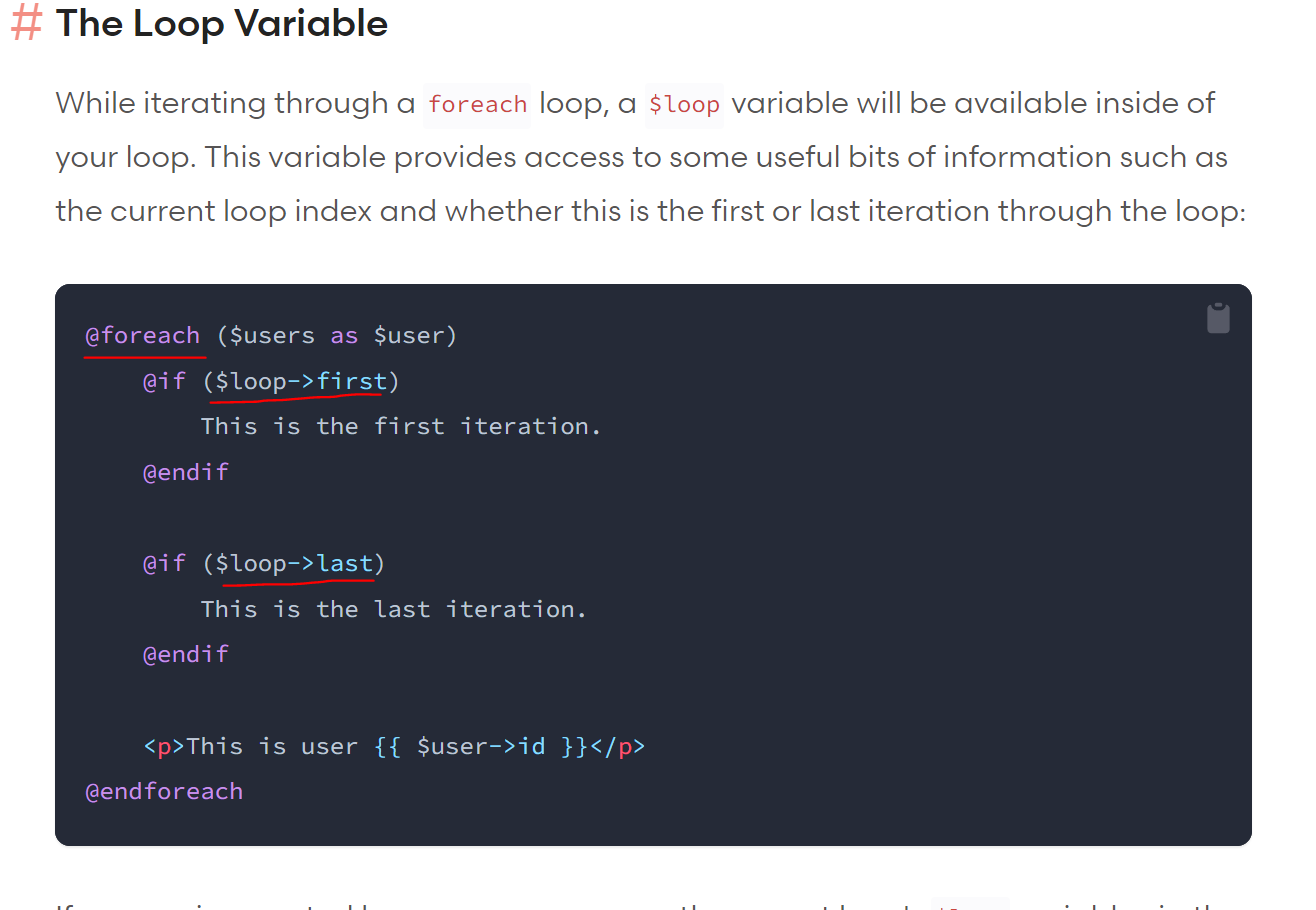 # The Loop Variable
While iterating through a foreach loop, a $loop variable will be available inside of
your loop. This variable provides access to some useful bits of information such as
the current loop index and whether this is the first or last iteration through the loop:
@foreach ($users as $user)
@if ($loop->first)
This is the first iteration.
@endif
@if ($loop->last)
This is the last iteration.
@endif
<p>This is user {{ $user->id }}</p>
@endforeach